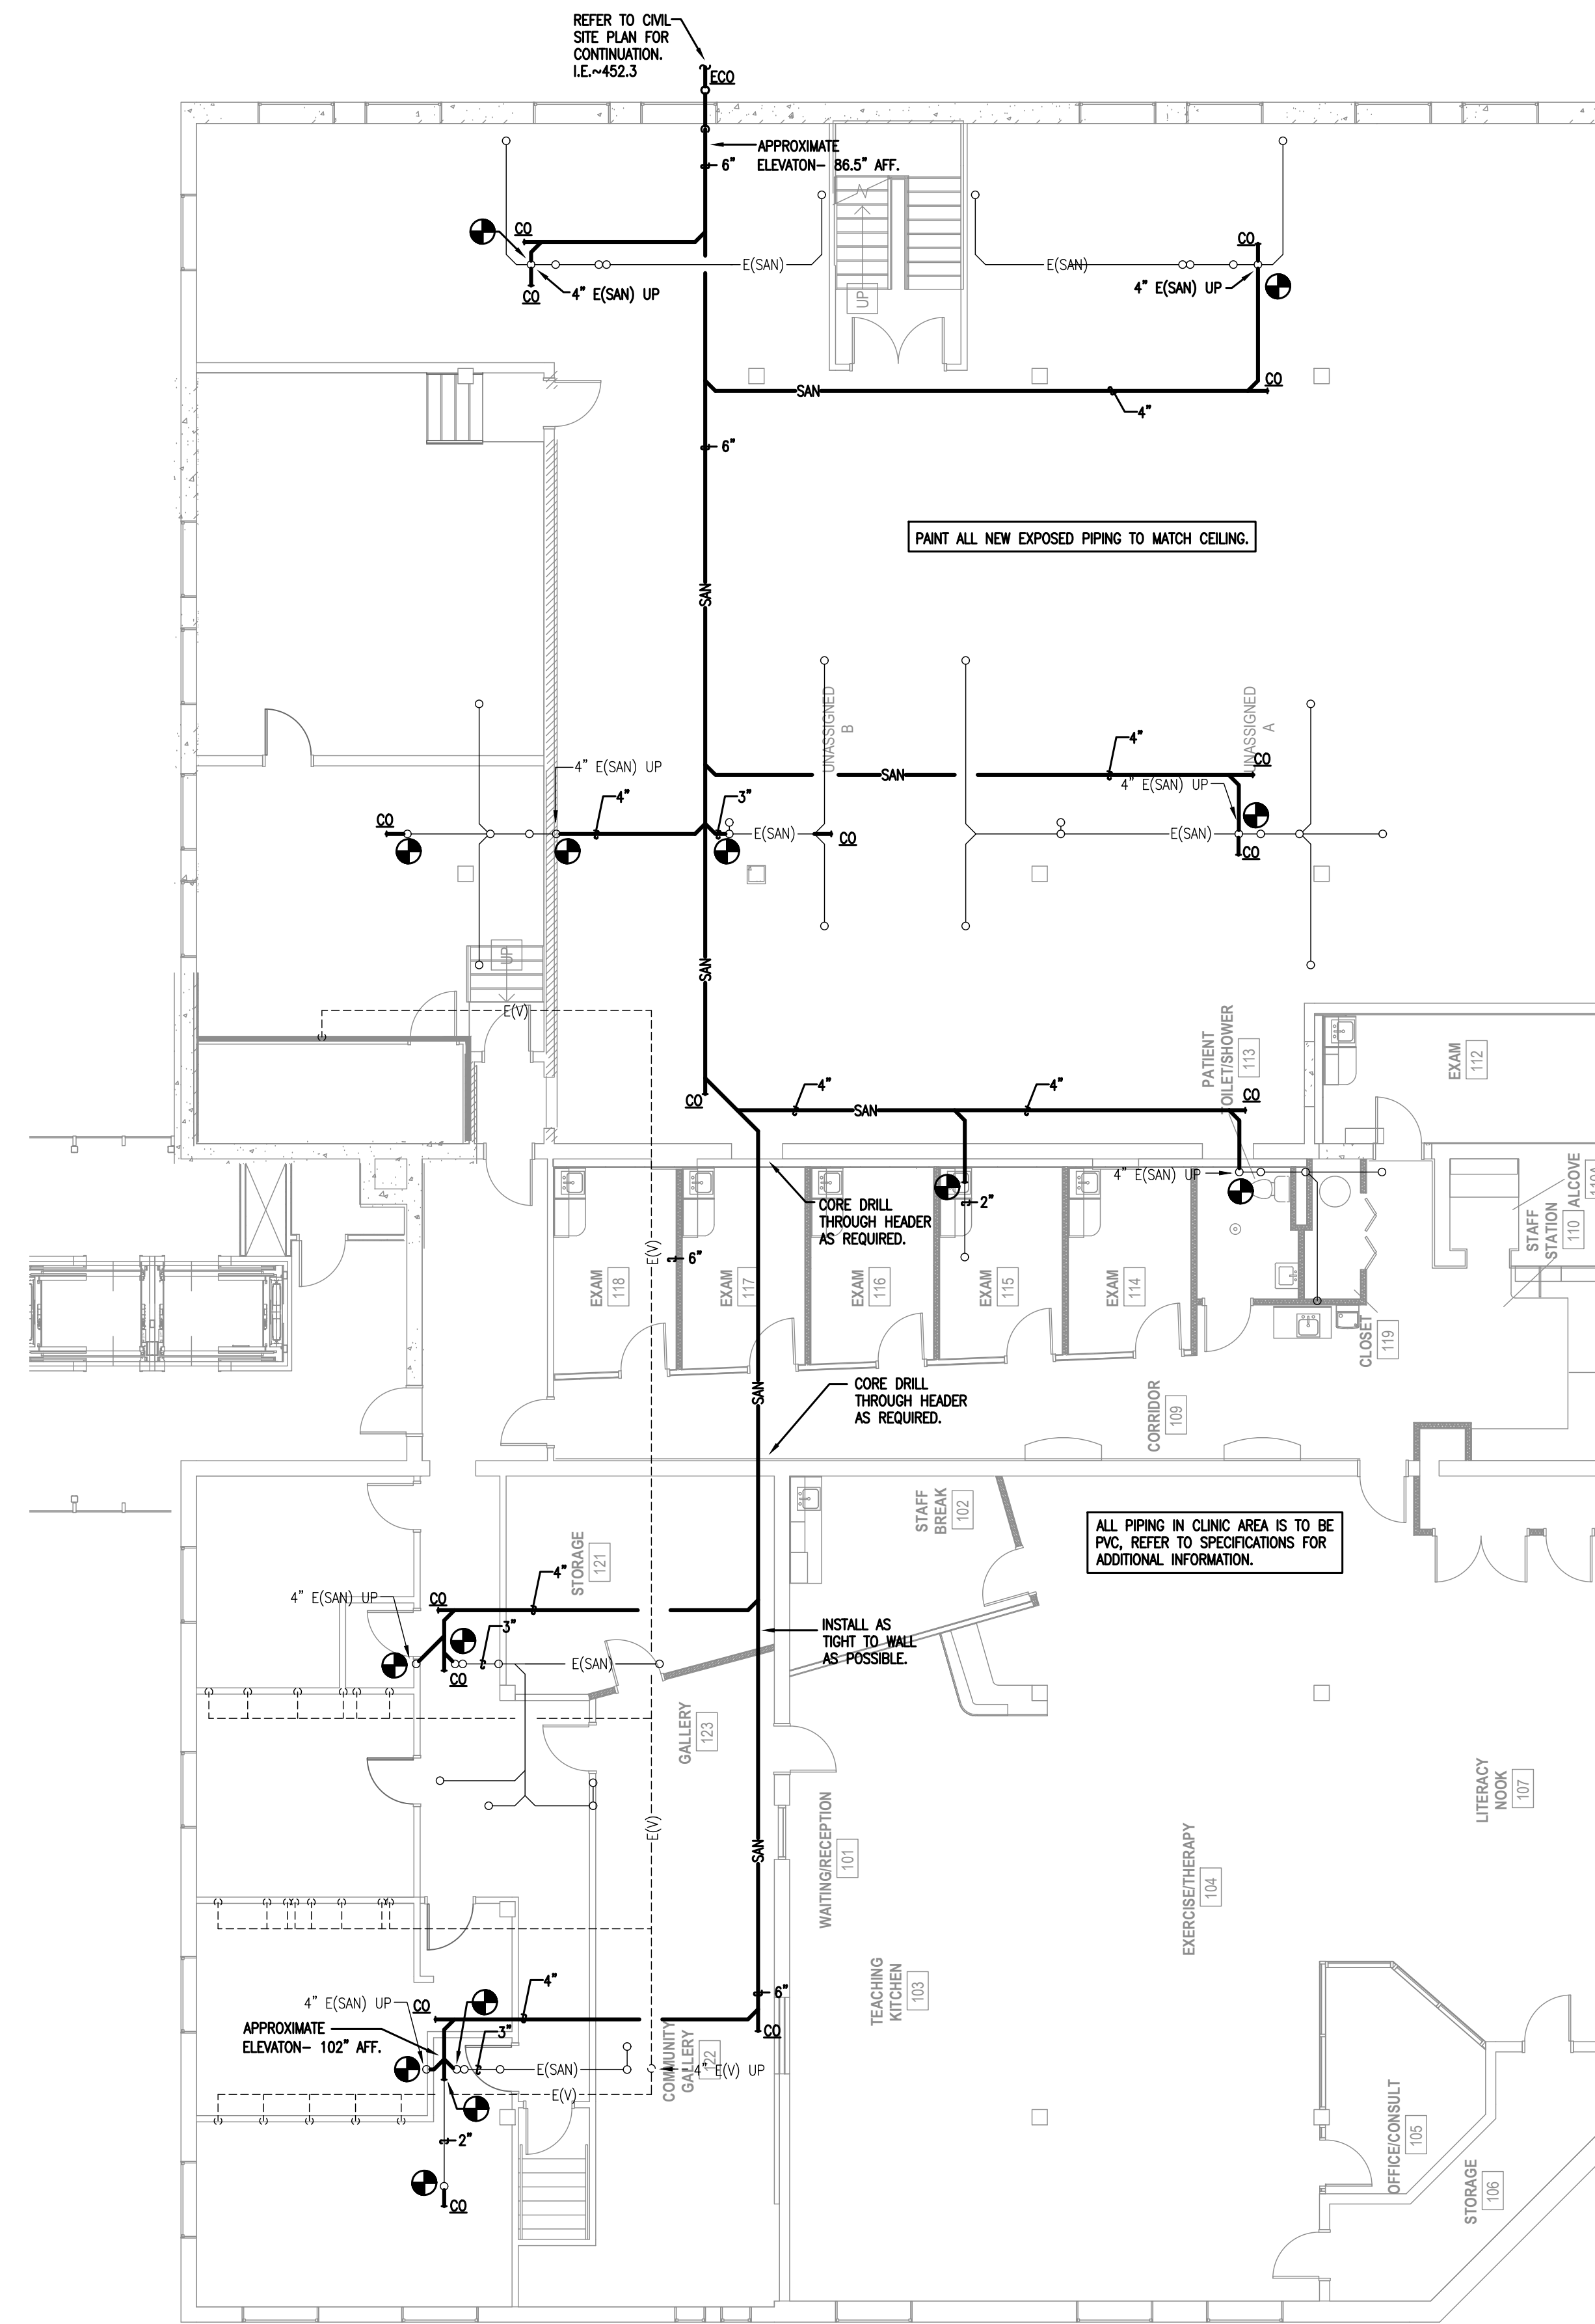 REFER TO CIVIL
SITE PLAN FOR
CONTINUATION.
I.E.~452.3
ECO
APPROXIMATE
ELEVATON- 86.5" AFF.
6"
CO
CO
E(SAN)
E(SAN)
CO
4" E(SAN) UP
4" E(SAN) UP
UP
CO
SAN
4"
6"
PAINT ALL NEW EXPOSED PIPING TO MATCH CEILING.
SAN
UNASSIGNED
B
UNASSIGNED
A
4"
4" E(SAN) UP
SAN
CO
4" E(SAN) UP
4"
3"
CO
E(SAN)
CO
E(SAN)
CO
UP
SAN
E(V)
PATIENT
TOILET/SHOWER
113
EXAM
112
4"
4"
CO
SAN
CO
4" E(SAN) UP
CORE DRILL
THROUGH HEADER
AS REQUIRED.
2"
STAFF
STATION
110
ALCOVE
110A
E(V)
6"
EXAM
118
EXAM
117
EXAM
116
EXAM
115
EXAM
114
CLOSET
119
SAN
CORE DRILL
THROUGH HEADER
AS REQUIRED.
CORRIDOR
109
STAFF
BREAK
102
ALL PIPING IN CLINIC AREA IS TO BE
PVC, REFER TO SPECIFICATIONS FOR
ADDITIONAL INFORMATION.
STORAGE
121
4"
4" E(SAN) UP
CO
3"
INSTALL AS
TIGHT TO WALL
AS POSSIBLE.
E(SAN)
CO
GALLERY
123
LITERACY
NOOK
107
E(V)
SAN
WAITING/RECEPTION
101
EXERCISE/THERAPY
104
TEACHING
KITCHEN
103
4"
6"
4" E(SAN) UP
CO
CO
APPROXIMATE
ELEVATON- 102" AFF.
3"
E(SAN)
COMMUNITY
GALLERY
122
4" E(V) UP
E(V)
2"
CO
OFFICE/CONSULT
105
STORAGE
106